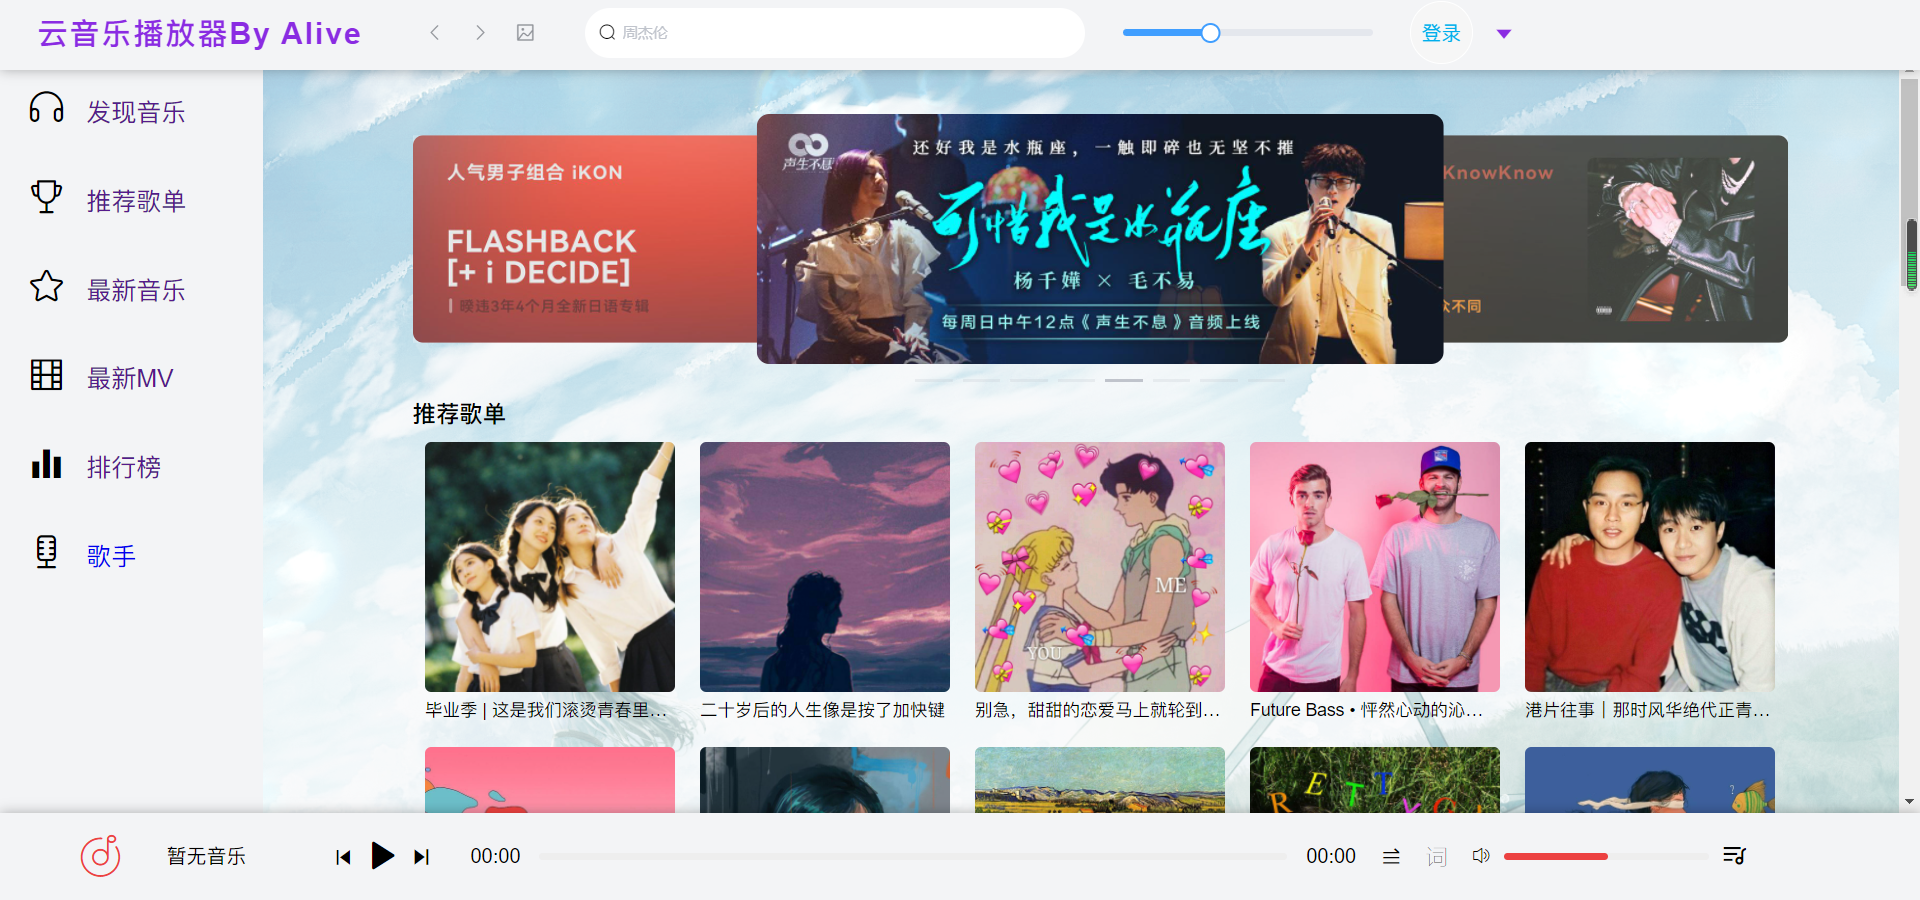 云音乐播放器By Alive
周杰伦
登录
发现音乐
推荐歌单
最新音乐
最新MV
排行榜
歌手
人气男子组合 iKON
FLASHBACK
[+ i DECIDE]
暌违3年4个月全新日语专辑
声生不息
还好我是水瓶座，一触即碎也无坚不摧
可惜我是水瓶座
杨千嬅 × 毛不易
每周日中午12点《声生不息》音频上线
KnowKnow
众不同
推荐歌单
ME
YOU
毕业季 | 这是我们滚烫青春里...
二十岁后的人生像是按了加快键
别急，甜甜的恋爱马上就轮到...
Future Bass • 怦然心动的沁...
港片往事｜那时风华绝代正青...
RETTY
暂无音乐
00:00
00:00
词